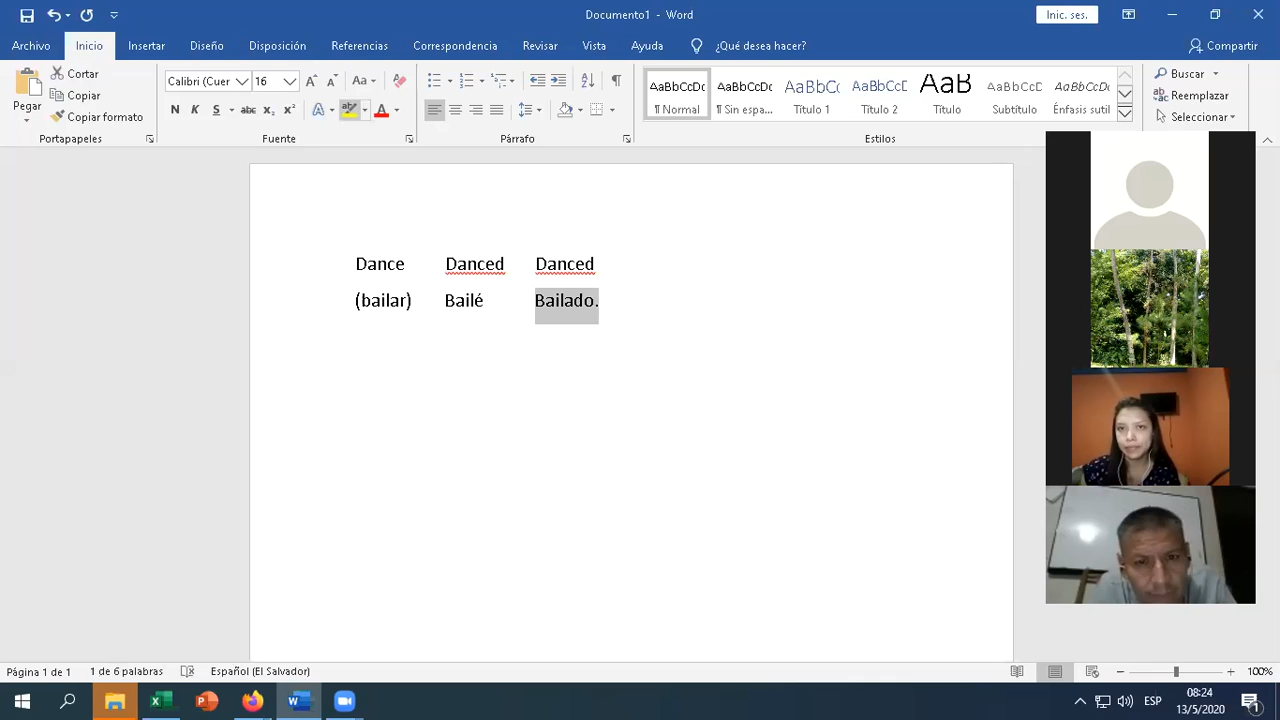 Documento1 - Word
Inic. ses.
Archivo Inicio Insertar Diseño Disposición Referencias Correspondencia Revisar Vista Ayuda ¿Qué desea hacer? Compartir
Pegar
Cortar
Copiar
Copiar formato
Portapapeles
Calibri (Cuer 16
Aa
N K S abc x₂ x² A A
Fuente
Párrafo
AaBbCcDc AaBbCcDc AaBbCc AaBbCcD AaB AaBbCcD AaBbCcDc
¶ Normal ¶ Sin espa... Título 1 Título 2 Título Subtítulo Énfasis sutil
Estilos
Buscar
Reemplazar
Seleccionar
Dance Danced Danced
(bailar) Bailé Bailado.
Página 1 de 1 1 de 6 palabras Español (El Salvador) 100%
ESP 08:24
13/5/2020